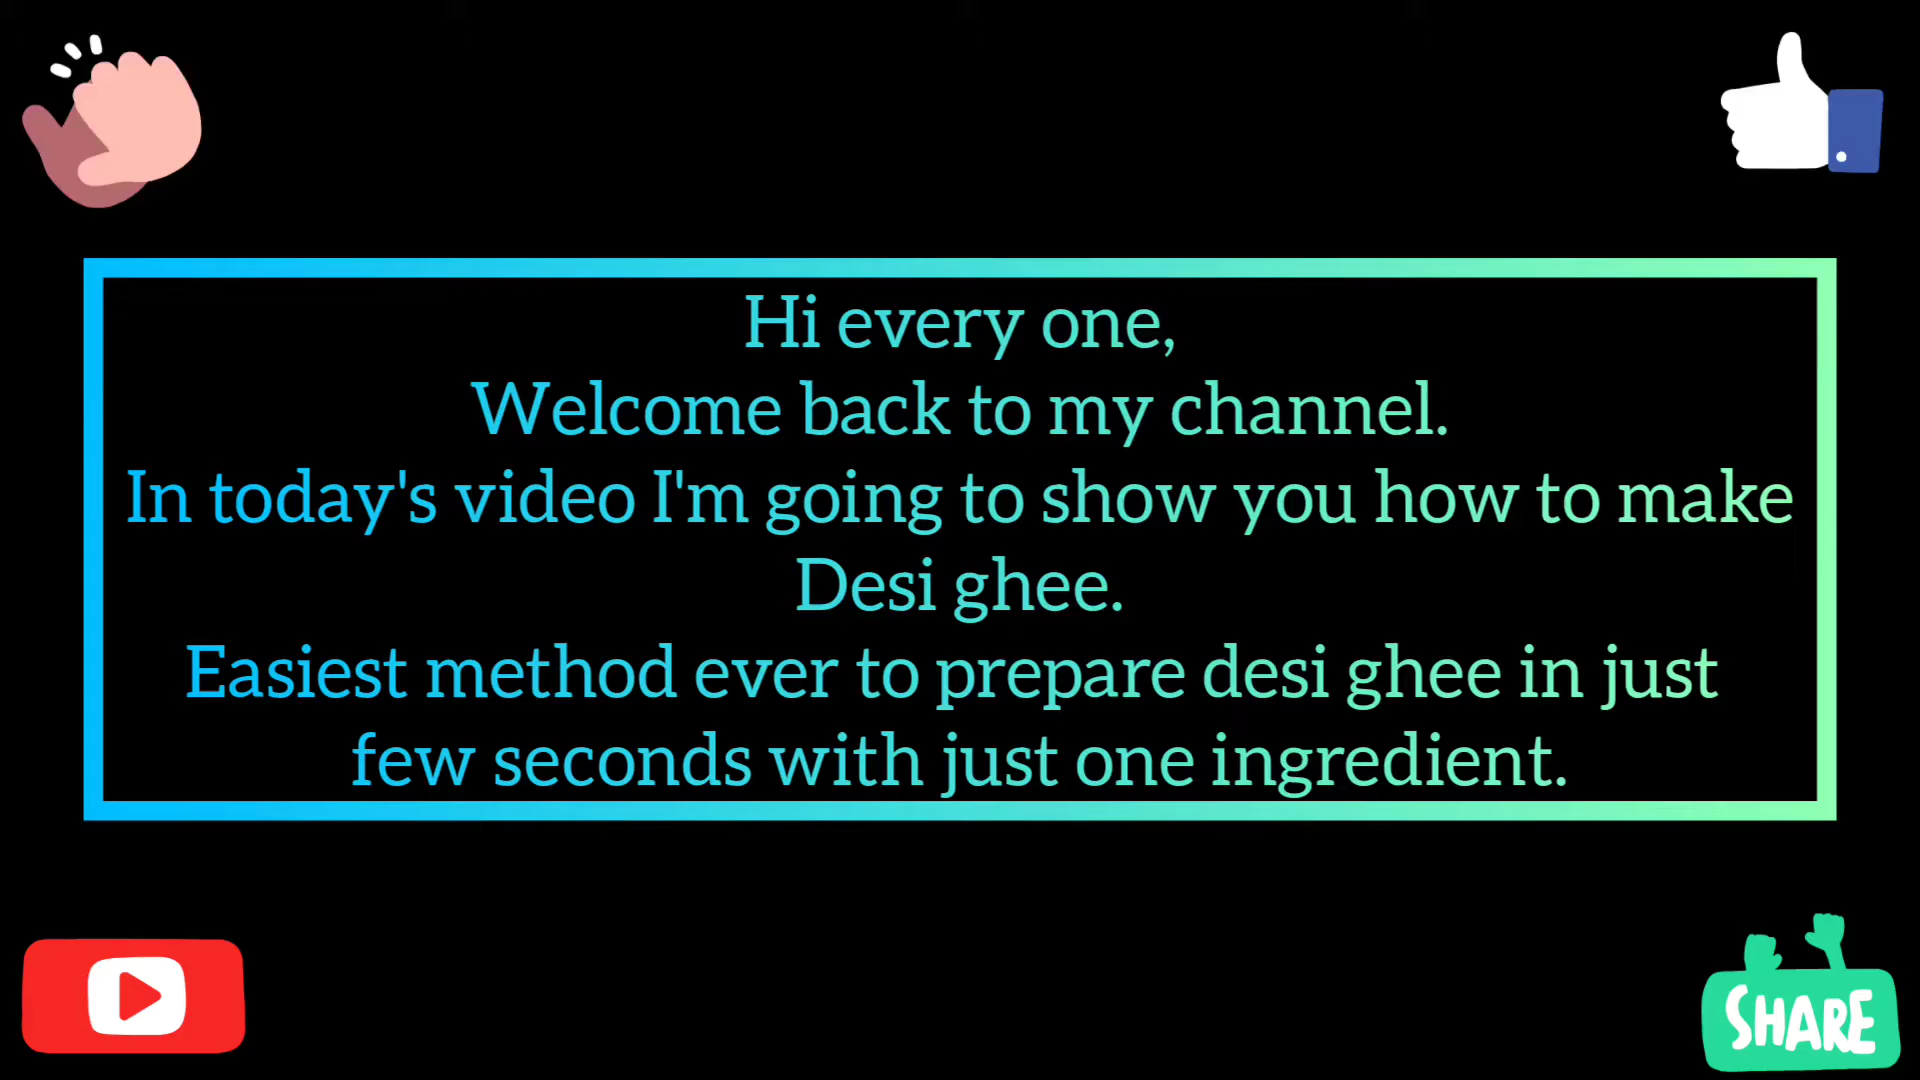 Hi every one,
Welcome back to my channel.
In today's video I'm going to show you how to make
Desi ghee.
Easiest method ever to prepare desi ghee in just
few seconds with just one ingredient.
SHARE